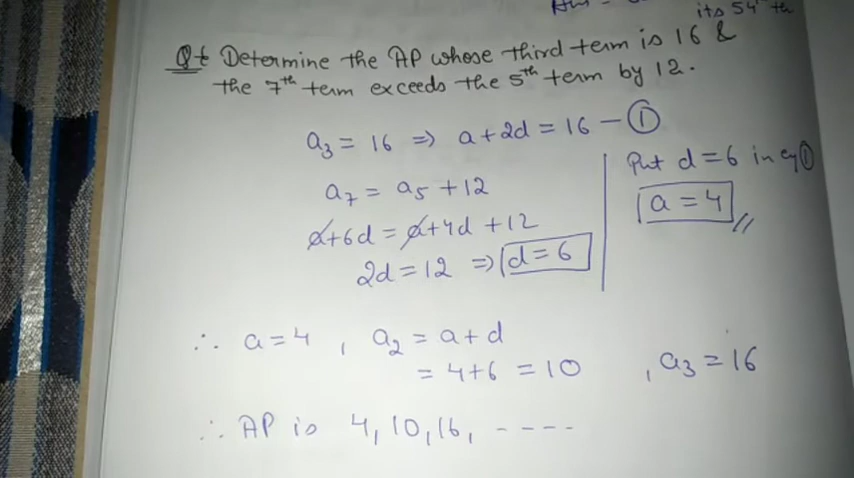 its 54th th
Qt Determine the AP whose third term is 16 &
the 7th term exceeds the 5th term by 12.
a₃ = 16 ⇒ a+2d = 16 – ①
a₇ = a₅ + 12
a+6d = a+4d + 12
2d = 12 ⇒ d = 6
Put d = 6 in eq ①
a = 4 //
∴ a = 4 , a₂ = a + d
= 4+6 = 10 , a₃ = 16
∴ AP is 4, 10, 16, ----